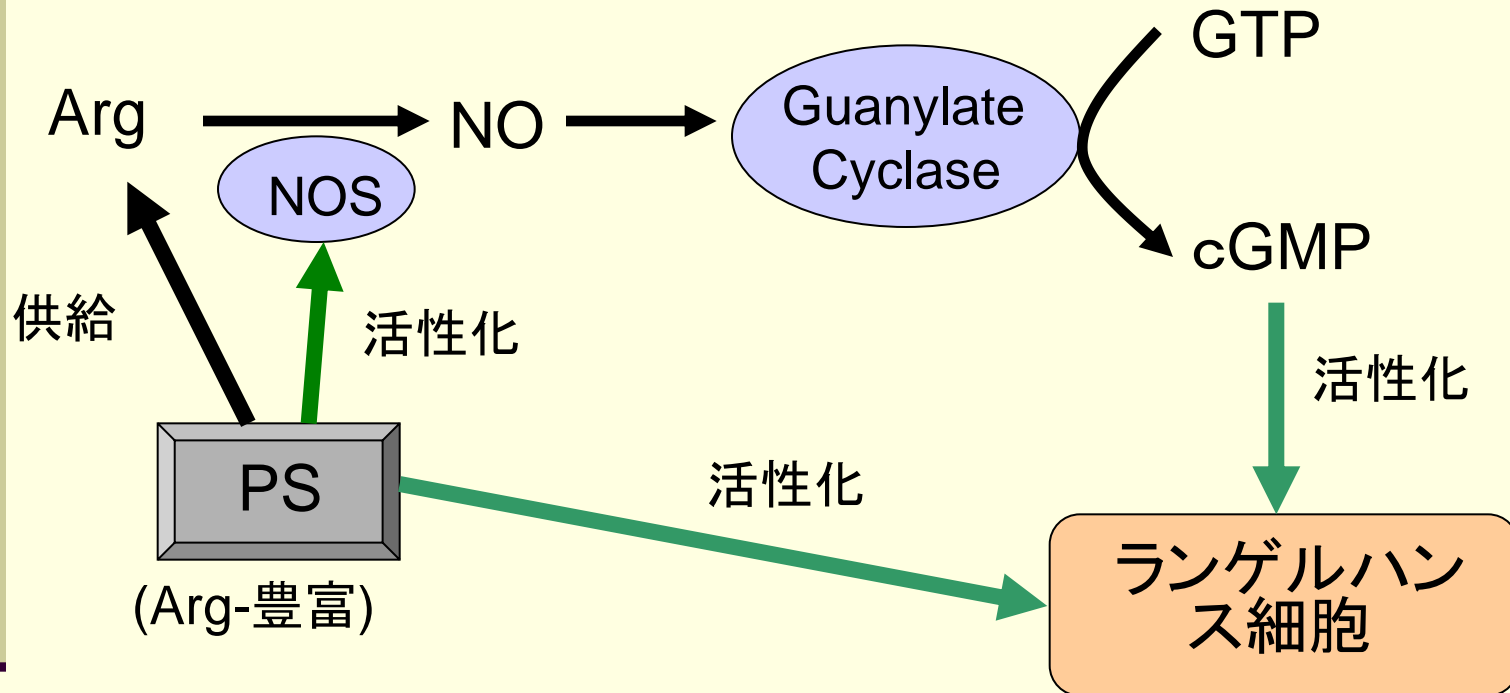 GTP
Arg
NO
Guanylate
Cyclase
NOS
cGMP
供給
活性化
活性化
PS
活性化
(Arg-豊富)
ランゲルハン
ス細胞